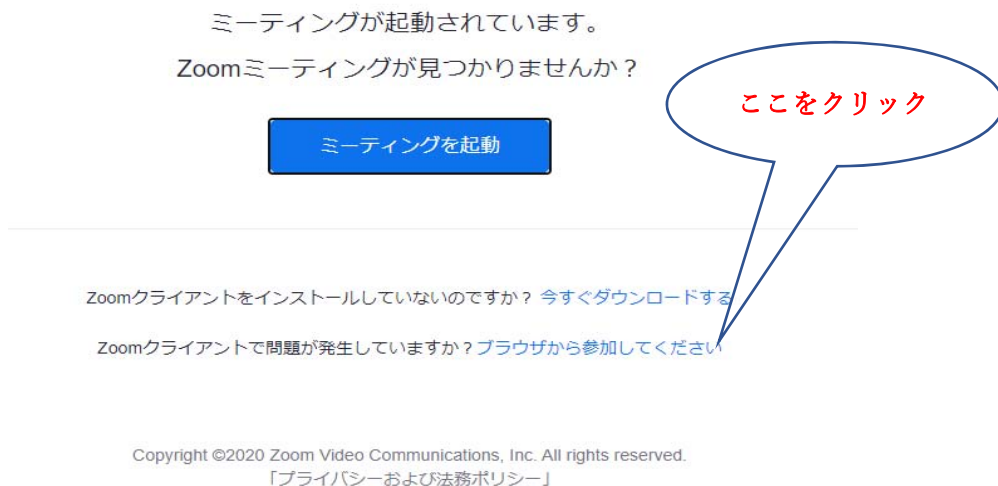 ミーティングが起動されています。
Zoomミーティングが見つかりませんか？
ここをクリック
ミーティングを起動
Zoomクライアントをインストールしていないのですか？ 今すぐダウンロードする
Zoomクライアントで問題が発生していますか？ブラウザから参加してください
Copyright ©2020 Zoom Video Communications, Inc. All rights reserved.
「プライバシーおよび法務ポリシー」